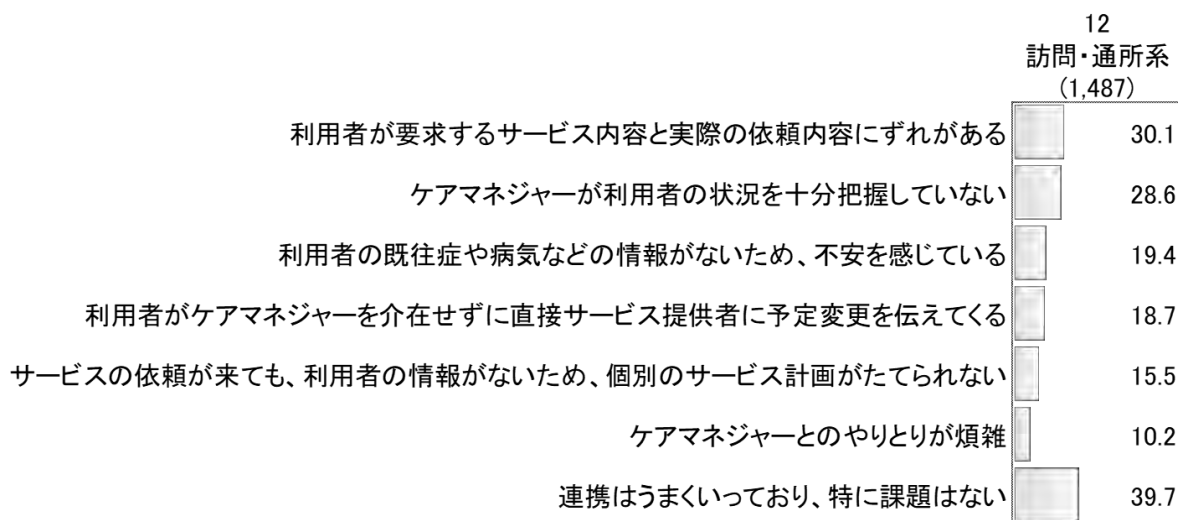 12
訪問・通所系
(1,487)
利用者が要求するサービス内容と実際の依頼内容にずれがある 30.1
ケアマネジャーが利用者の状況を十分把握していない 28.6
利用者の既往症や病気などの情報がないため、不安を感じている 19.4
利用者がケアマネジャーを介在せずに直接サービス提供者に予定変更を伝えてくる 18.7
サービスの依頼が来ても、利用者の情報がないため、個別のサービス計画がたてられない 15.5
ケアマネジャーとのやりとりが煩雑 10.2
連携はうまくいっており、特に課題はない 39.7